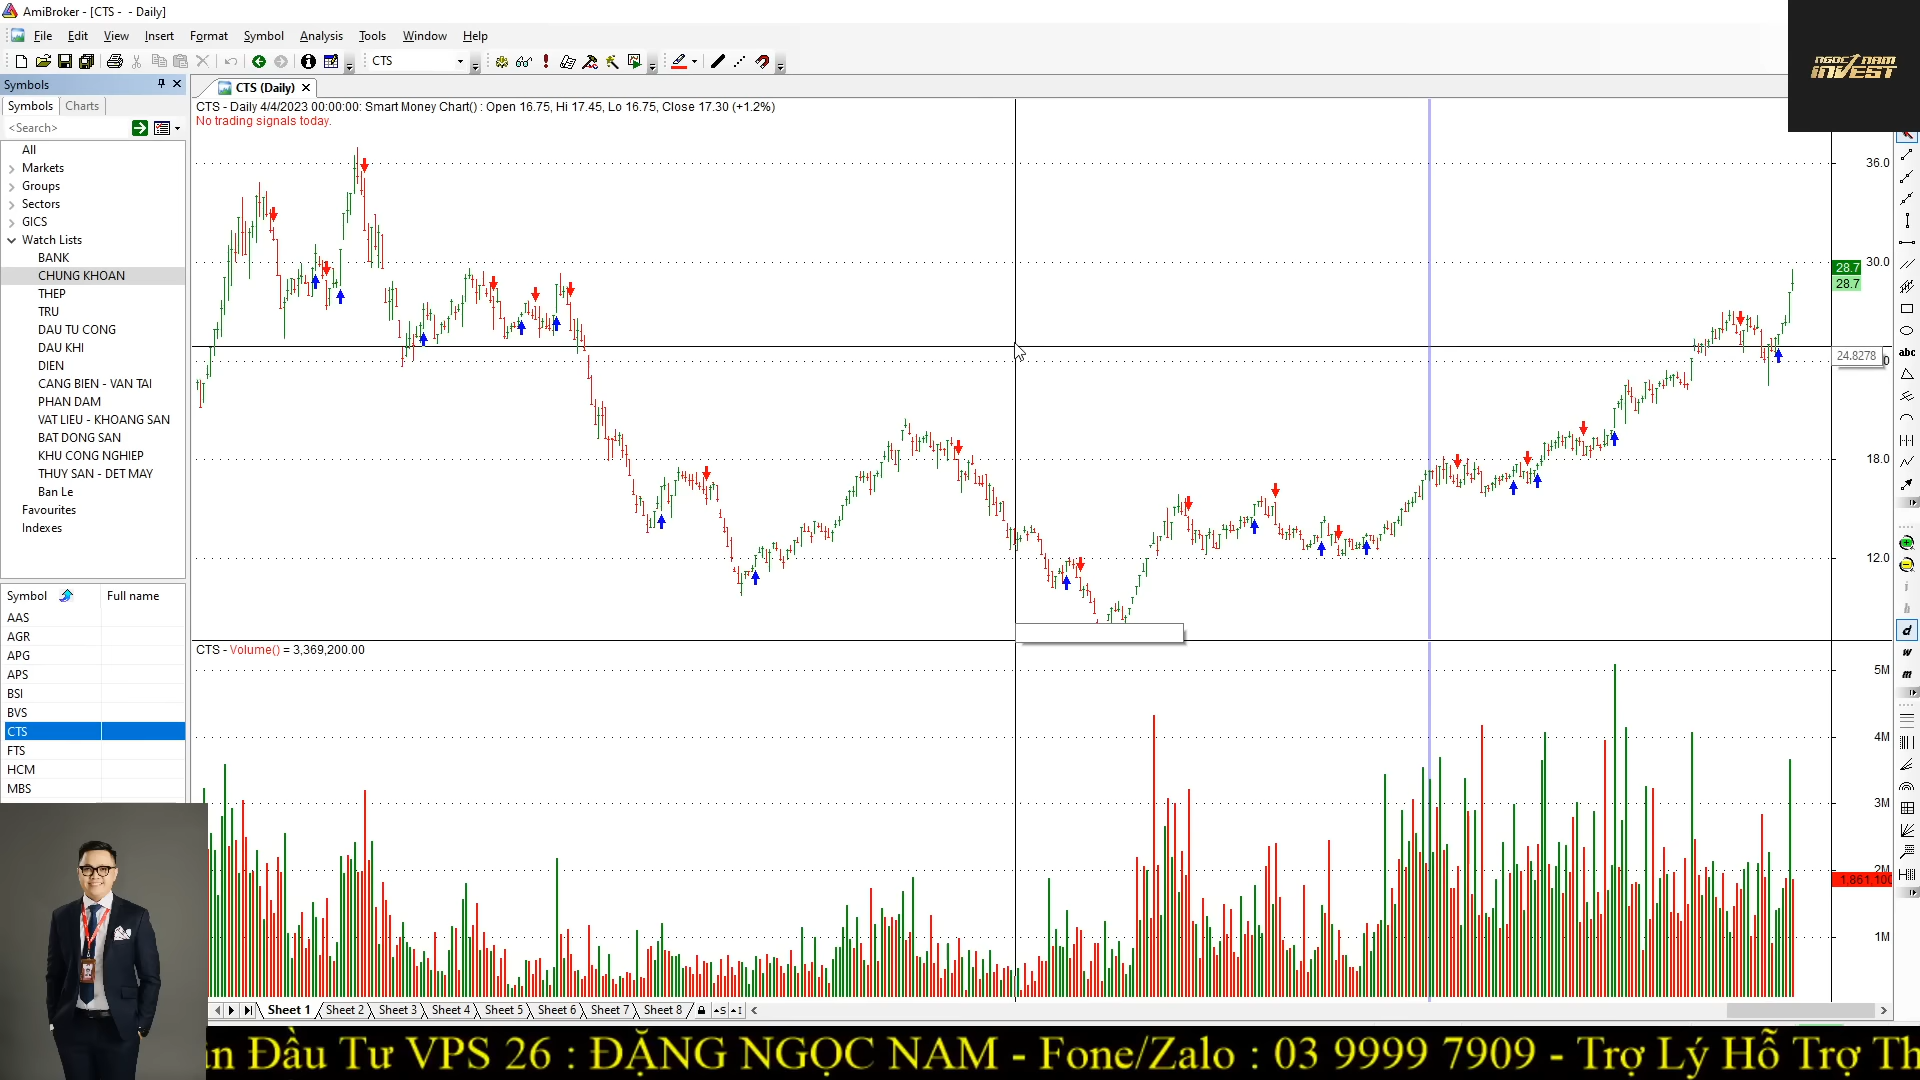 AmiBroker - [CTS - - Daily]
File Edit View Insert Format Symbol Analysis Tools Window Help
CTS
NGOC NAM
INVEST
Symbols
CTS (Daily)
Symbols Charts
<Search>
All
Markets
Groups
Sectors
GICS
Watch Lists
BANK
CHUNG KHOAN
THEP
TRU
DAU TU CONG
DAU KHI
DIEN
CANG BIEN - VAN TAI
PHAN DAM
VAT LIEU - KHOANG SAN
BAT DONG SAN
KHU CONG NGHIEP
THUY SAN - DET MAY
Ban Le
Favourites
Indexes
Symbol Full name
AAS
AGR
APG
APS
BSI
BVS
CTS
FTS
HCM
MBS
CTS - Daily 4/4/2023 00:00:00: Smart Money Chart() : Open 16.75, Hi 17.45, Lo 16.75, Close 17.30 (+1.2%)
No trading signals today.
36.0
30.0
28.7
28.7
24.8278
18.0
12.0
CTS - Volume() = 3,369,200.00
5M
4M
3M
2M
1,861,100
1M
abc
d
w
m
Sheet 1 Sheet 2 Sheet 3 Sheet 4 Sheet 5 Sheet 6 Sheet 7 Sheet 8
Đầu Tư VPS 26 : ĐẶNG NGỌC NAM - Fone/Zalo : 03 9999 7909 - Trợ Lý Hỗ Trợ